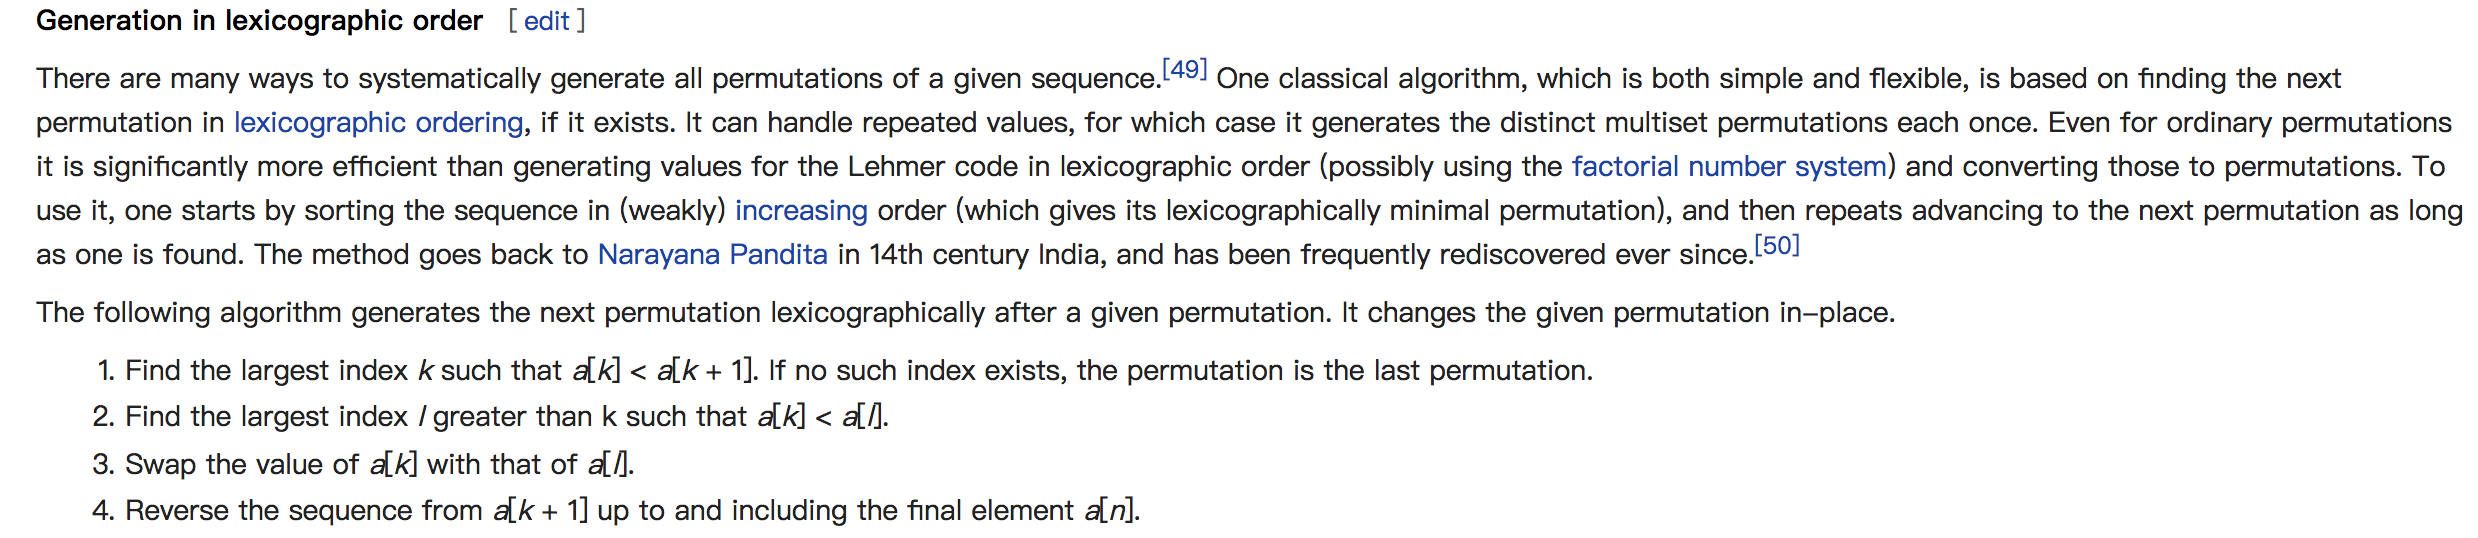 Generation in lexicographic order [ edit ]
There are many ways to systematically generate all permutations of a given sequence.[49] One classical algorithm, which is both simple and flexible, is based on finding the next
permutation in lexicographic ordering, if it exists. It can handle repeated values, for which case it generates the distinct multiset permutations each once. Even for ordinary permutations
it is significantly more efficient than generating values for the Lehmer code in lexicographic order (possibly using the factorial number system) and converting those to permutations. To
use it, one starts by sorting the sequence in (weakly) increasing order (which gives its lexicographically minimal permutation), and then repeats advancing to the next permutation as long
as one is found. The method goes back to Narayana Pandita in 14th century India, and has been frequently rediscovered ever since.[50]
The following algorithm generates the next permutation lexicographically after a given permutation. It changes the given permutation in-place.
1. Find the largest index k such that a[k] < a[k + 1]. If no such index exists, the permutation is the last permutation.
2. Find the largest index l greater than k such that a[k] < a[l].
3. Swap the value of a[k] with that of a[l].
4. Reverse the sequence from a[k + 1] up to and including the final element a[n].